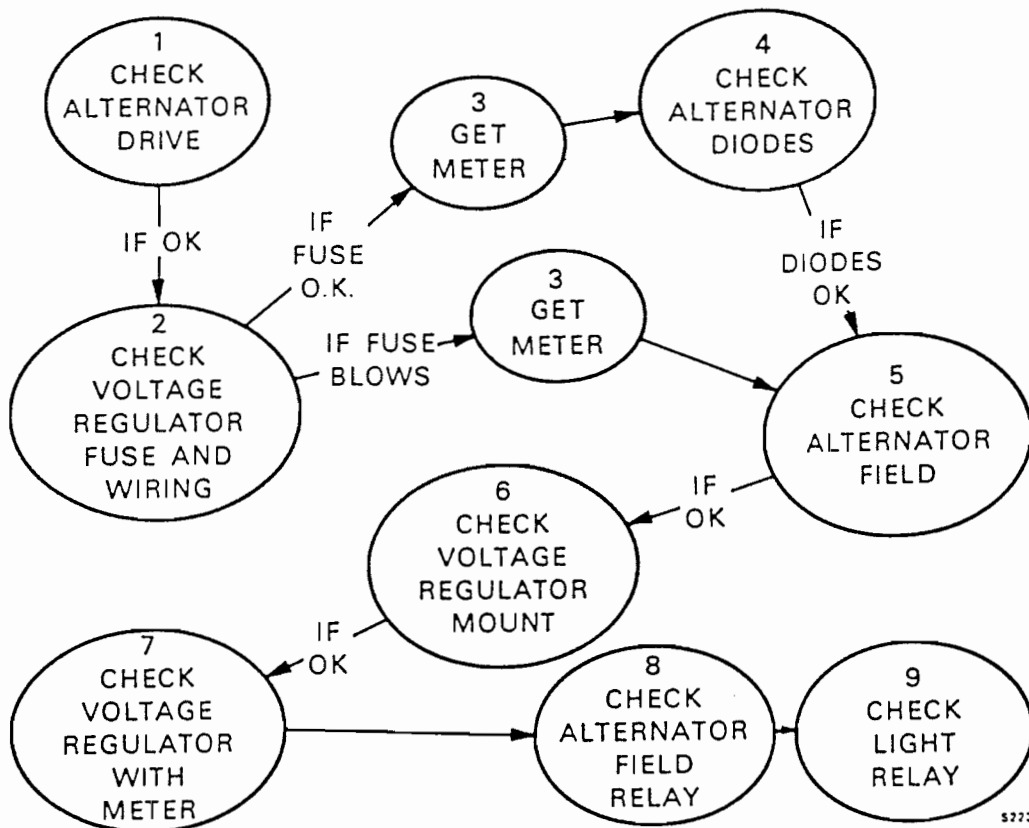 1
CHECK
ALTERNATOR
DRIVE
IF OK
2
CHECK
VOLTAGE
REGULATOR
FUSE AND
WIRING
IF
FUSE
O.K.
3
GET
METER
4
CHECK
ALTERNATOR
DIODES
IF
DIODES
OK
IF FUSE
BLOWS
3
GET
METER
5
CHECK
ALTERNATOR
FIELD
IF
OK
6
CHECK
VOLTAGE
REGULATOR
MOUNT
IF
OK
7
CHECK
VOLTAGE
REGULATOR
WITH
METER
8
CHECK
ALTERNATOR
FIELD
RELAY
9
CHECK
LIGHT
RELAY